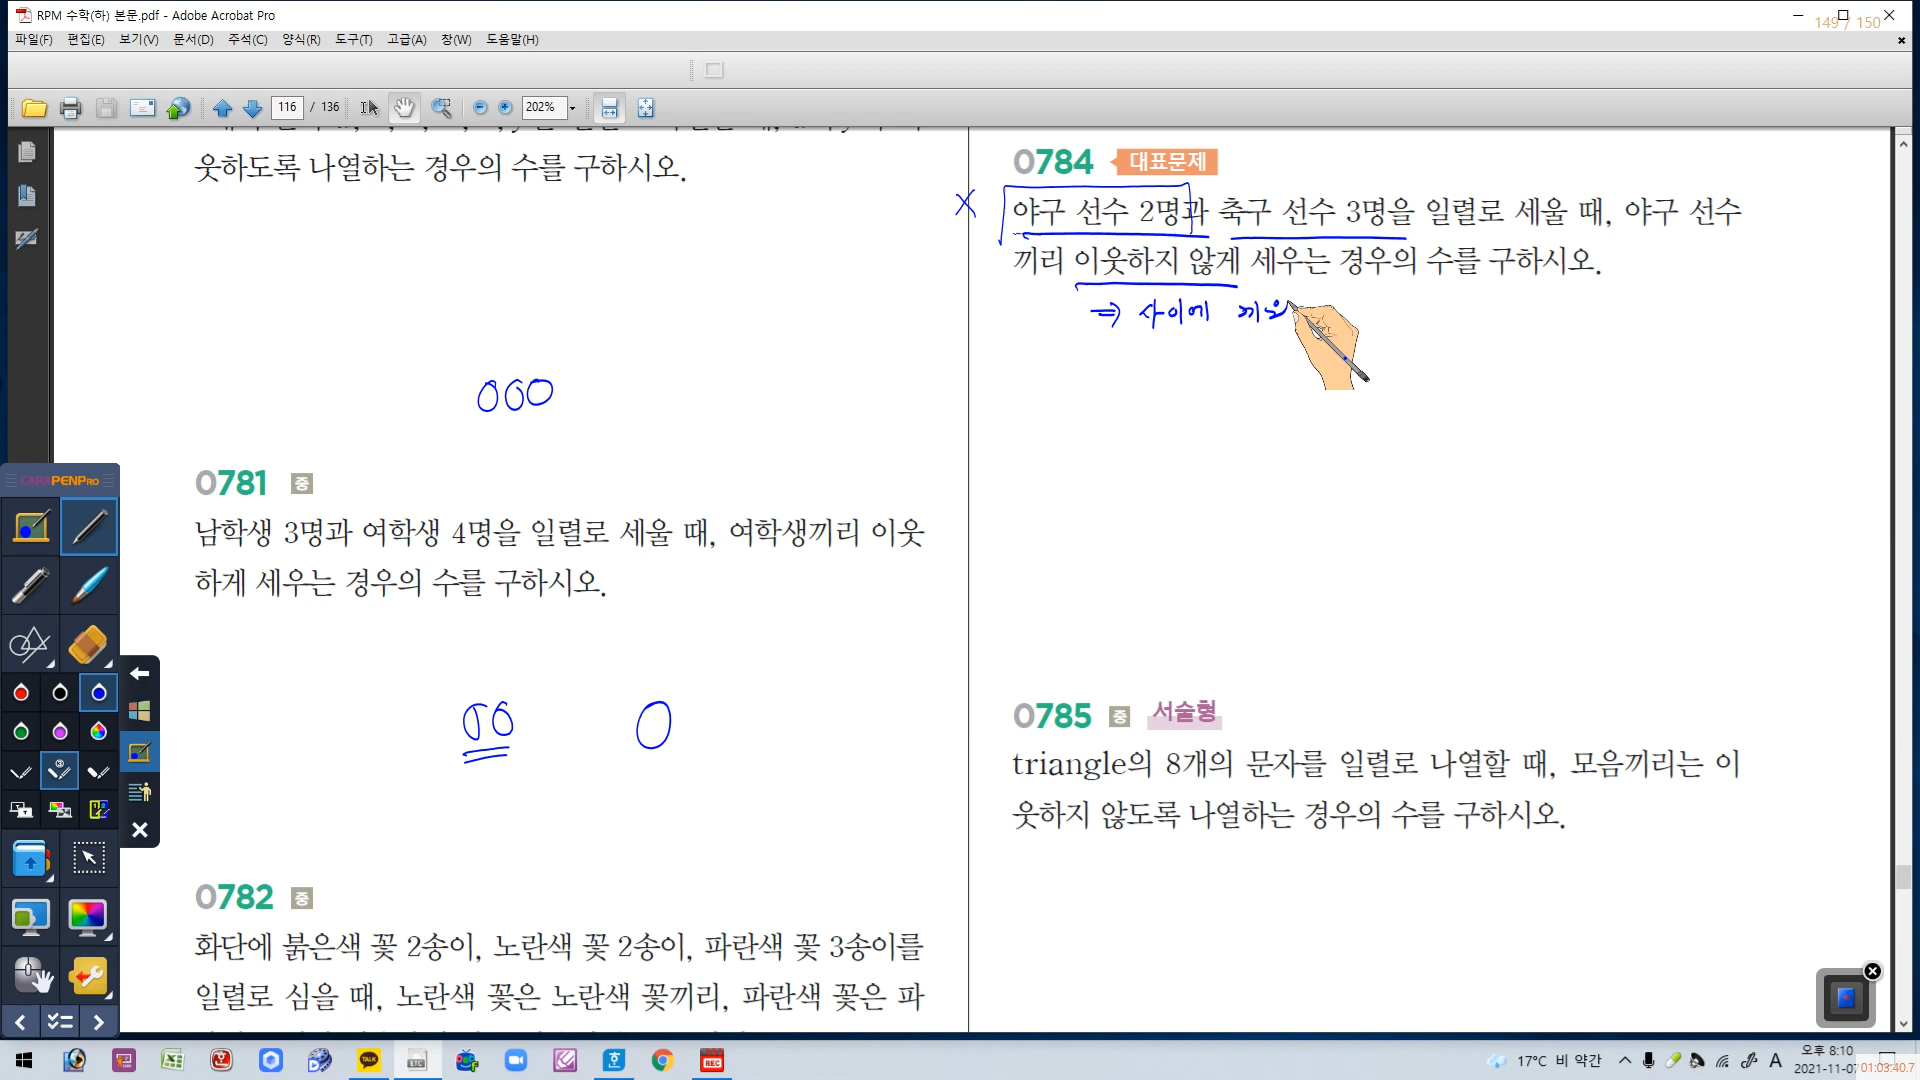 RPM 수학(하) 본문.pdf - Adobe Acrobat Pro
149 / 150
파일(F) 편집(E) 보기(V) 문서(D) 주석(C) 양식(R) 도구(T) 고급(A) 창(W) 도움말(H)
116 / 136 202%
웃하도록 나열하는 경우의 수를 구하시오.
0781 중
남학생 3명과 여학생 4명을 일렬로 세울 때, 여학생끼리 이웃
하게 세우는 경우의 수를 구하시오.
0782 중
화단에 붉은색 꽃 2송이, 노란색 꽃 2송이, 파란색 꽃 3송이를
일렬로 심을 때, 노란색 꽃은 노란색 꽃끼리, 파란색 꽃은 파
0784 대표문제
야구 선수 2명과 축구 선수 3명을 일렬로 세울 때, 야구 선수
끼리 이웃하지 않게 세우는 경우의 수를 구하시오.
⇒ 사이에 끼우
0785 중 서술형
triangle의 8개의 문자를 일렬로 나열할 때, 모음끼리는 이
웃하지 않도록 나열하는 경우의 수를 구하시오.
CARAPENPRO
TALK
ETC
REC
17°C 비 약간
A
오후 8:10
2021-11-07
01:03:40.7